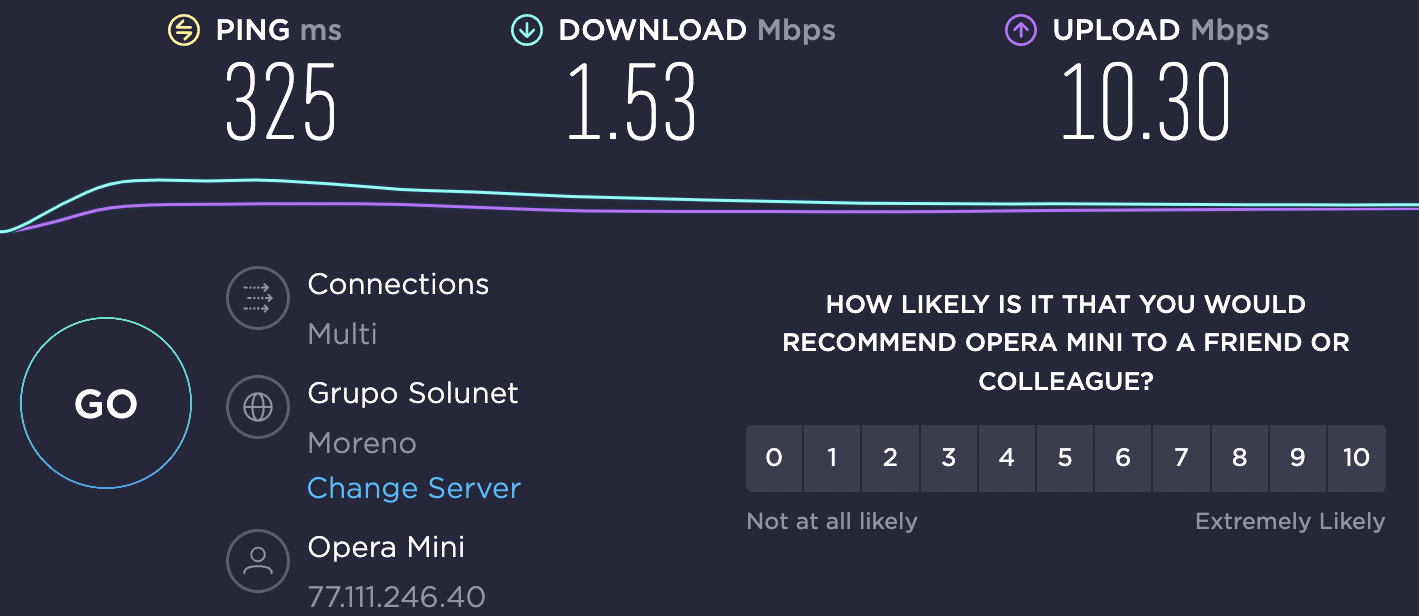 PING ms
DOWNLOAD Mbps
UPLOAD Mbps
325
1.53
10.30
GO
Connections
Multi
Grupo Solunet
Moreno
Change Server
Opera Mini
77.111.246.40
HOW LIKELY IS IT THAT YOU WOULD
RECOMMEND OPERA MINI TO A FRIEND OR
COLLEAGUE?
0 1 2 3 4 5 6 7 8 9 10
Not at all likely
Extremely Likely